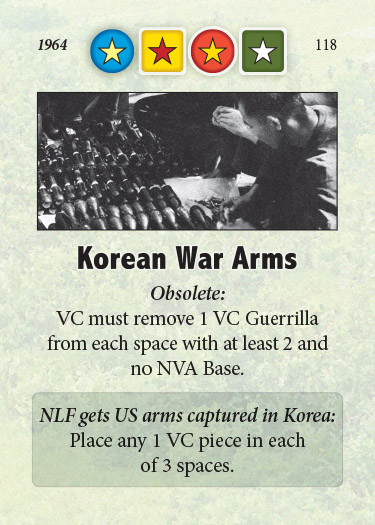 1964
118
Korean War Arms
Obsolete:
VC must remove 1 VC Guerrilla
from each space with at least 2 and
no NVA Base.
NLF gets US arms captured in Korea:
Place any 1 VC piece in each
of 3 spaces.